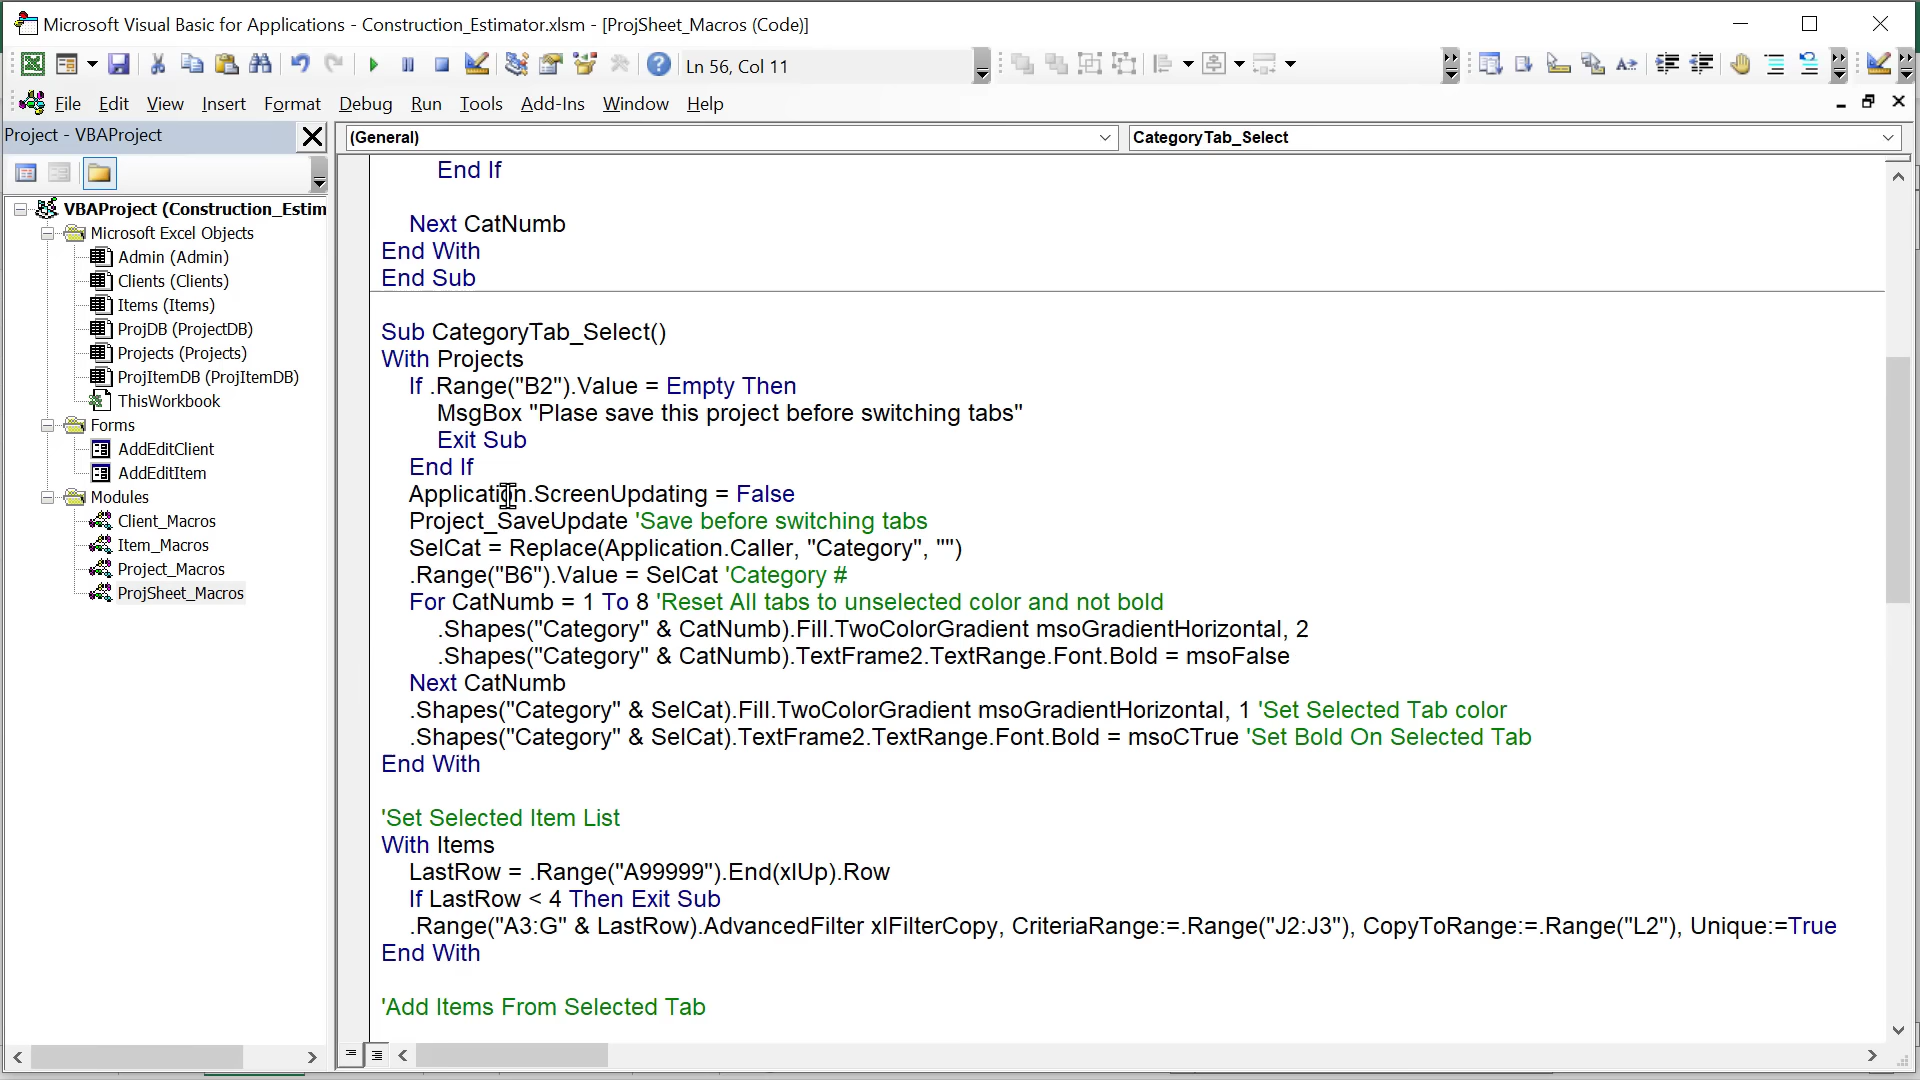 Microsoft Visual Basic for Applications - Construction_Estimator.xlsm - [ProjSheet_Macros (Code)]
Ln 56, Col 11
File Edit View Insert Format Debug Run Tools Add-Ins Window Help
Project - VBAProject
(General)
CategoryTab_Select
VBAProject (Construction_Estim
Microsoft Excel Objects
Admin (Admin)
Clients (Clients)
Items (Items)
ProjDB (ProjectDB)
Projects (Projects)
ProjItemDB (ProjItemDB)
ThisWorkbook
Forms
AddEditClient
AddEditItem
Modules
Client_Macros
Item_Macros
Project_Macros
ProjSheet_Macros
End If
Next CatNumb
End With
End Sub
Sub CategoryTab_Select()
With Projects
If .Range("B2").Value = Empty Then
MsgBox "Plase save this project before switching tabs"
Exit Sub
End If
Application.ScreenUpdating = False
Project_SaveUpdate 'Save before switching tabs
SelCat = Replace(Application.Caller, "Category", "")
.Range("B6").Value = SelCat 'Category #
For CatNumb = 1 To 8 'Reset All tabs to unselected color and not bold
.Shapes("Category" & CatNumb).Fill.TwoColorGradient msoGradientHorizontal, 2
.Shapes("Category" & CatNumb).TextFrame2.TextRange.Font.Bold = msoFalse
Next CatNumb
.Shapes("Category" & SelCat).Fill.TwoColorGradient msoGradientHorizontal, 1 'Set Selected Tab color
.Shapes("Category" & SelCat).TextFrame2.TextRange.Font.Bold = msoCTrue 'Set Bold On Selected Tab
End With
'Set Selected Item List
With Items
LastRow = .Range("A99999").End(xlUp).Row
If LastRow < 4 Then Exit Sub
.Range("A3:G" & LastRow).AdvancedFilter xlFilterCopy, CriteriaRange:=.Range("J2:J3"), CopyToRange:=.Range("L2"), Unique:=True
End With
'Add Items From Selected Tab